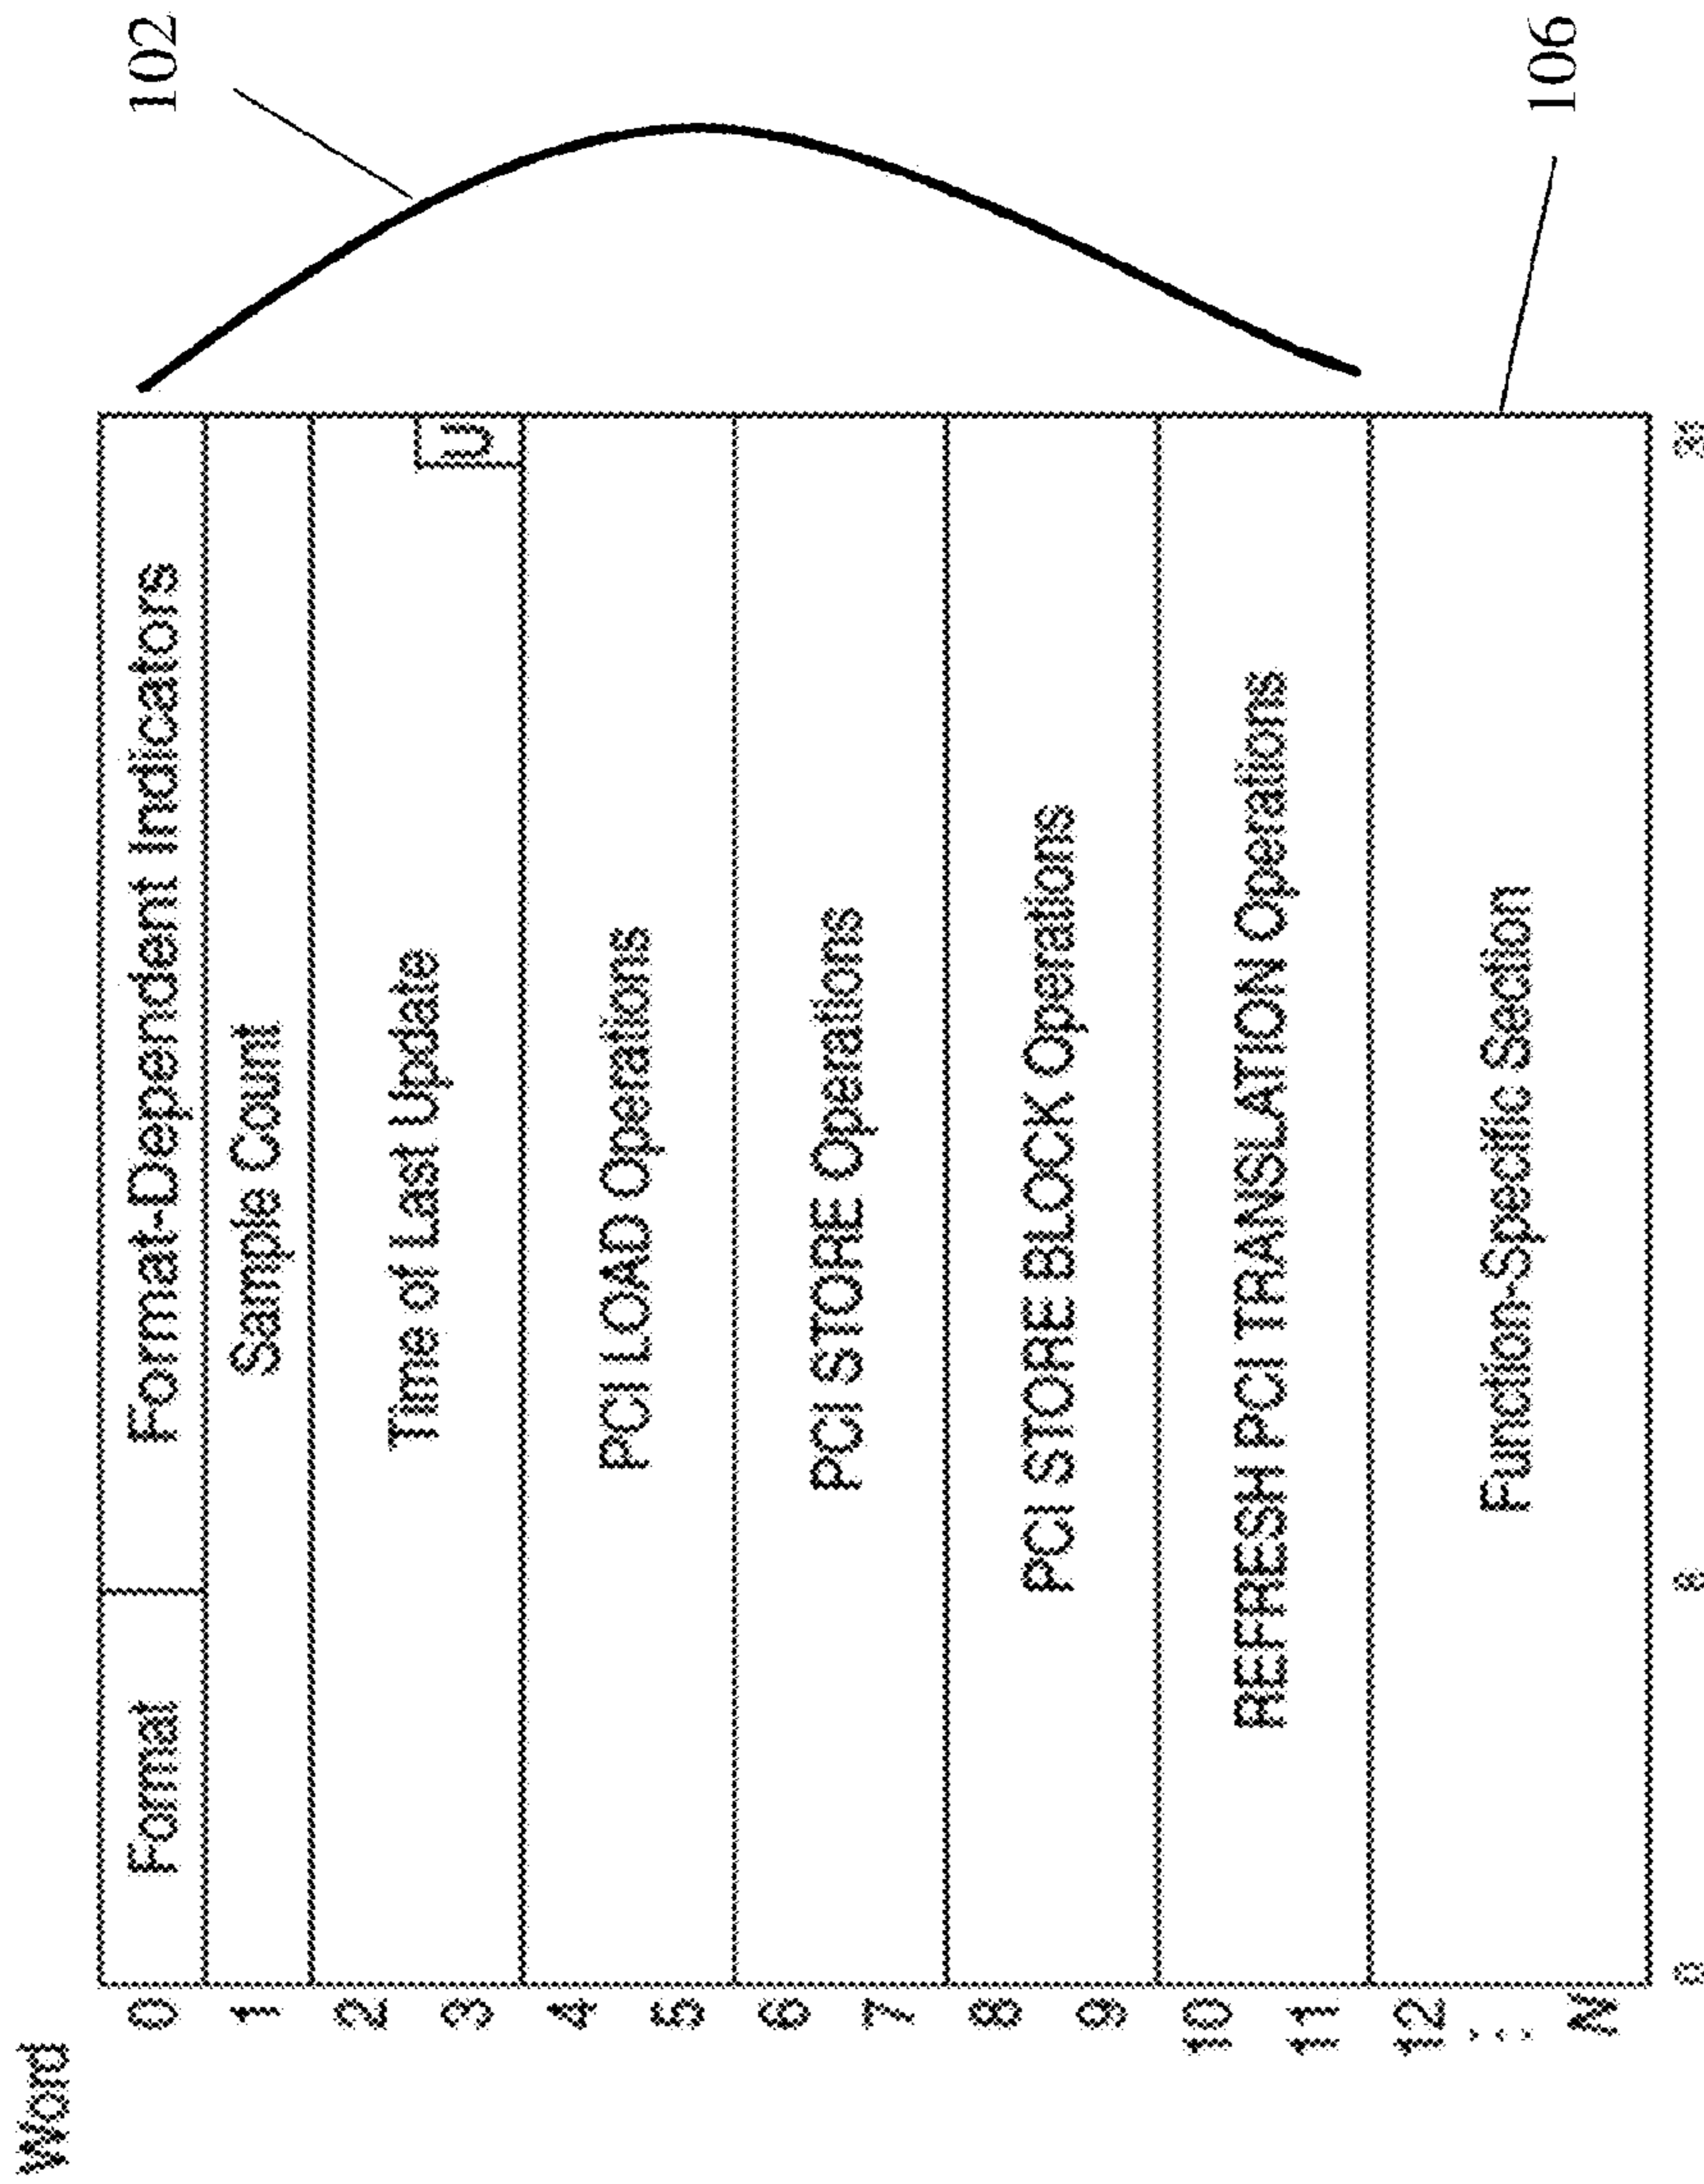 Word
0 Format Format-Dependent Indicators
1 Sample Count
2 Time of Last Update
3 U
4 PCI LOAD Operations
5
6 PCI STORE Operations
7
8 PCI STORE BLOCK Operations
9
10 REFRESH PCI TRANSLATION Operations
11
12 Function-Specific Section
⋮
N
0 8
102
106